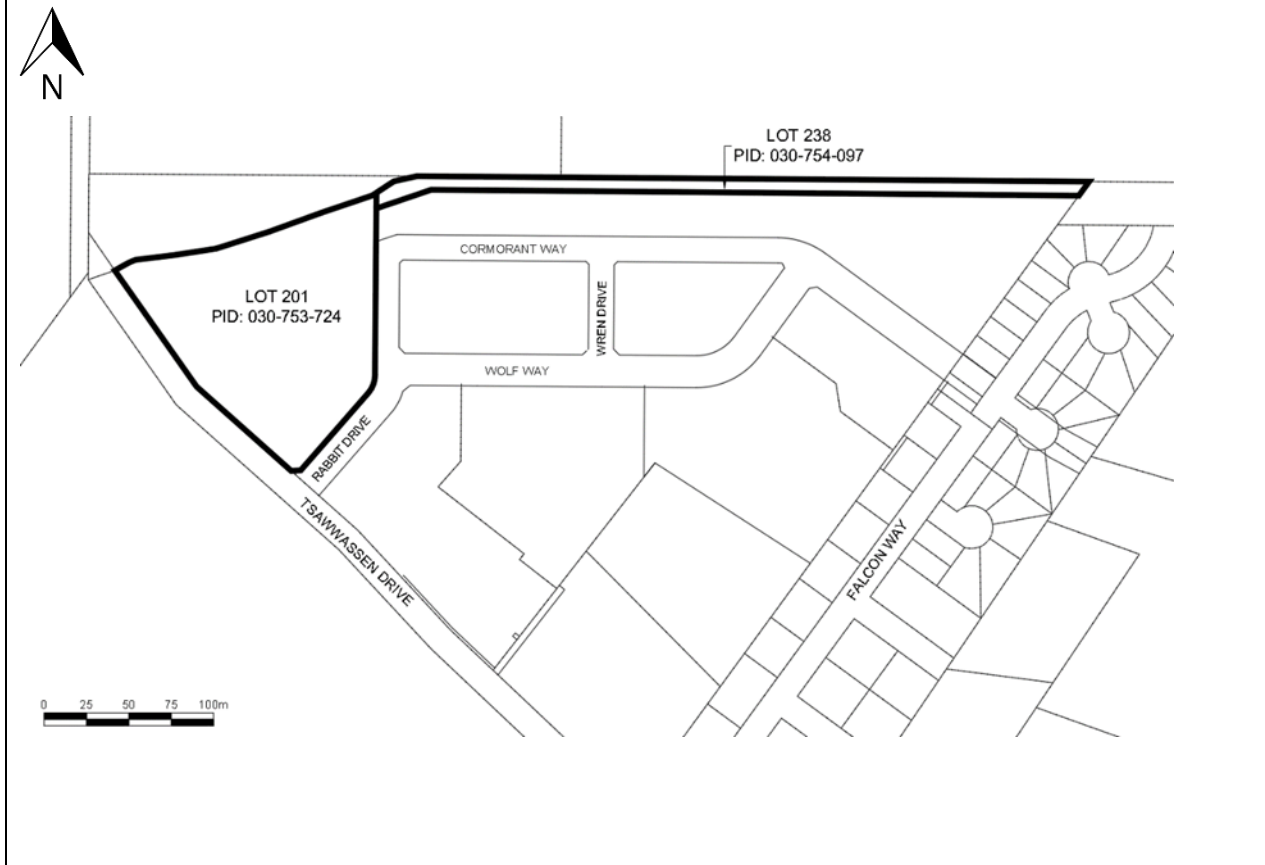 N
LOT 238
PID: 030-754-097
CORMORANT WAY
LOT 201
PID: 030-753-724
WREN DRIVE
WOLF WAY
RABBIT DRIVE
TSAWWASSEN DRIVE
FALCON WAY
0 25 50 75 100m